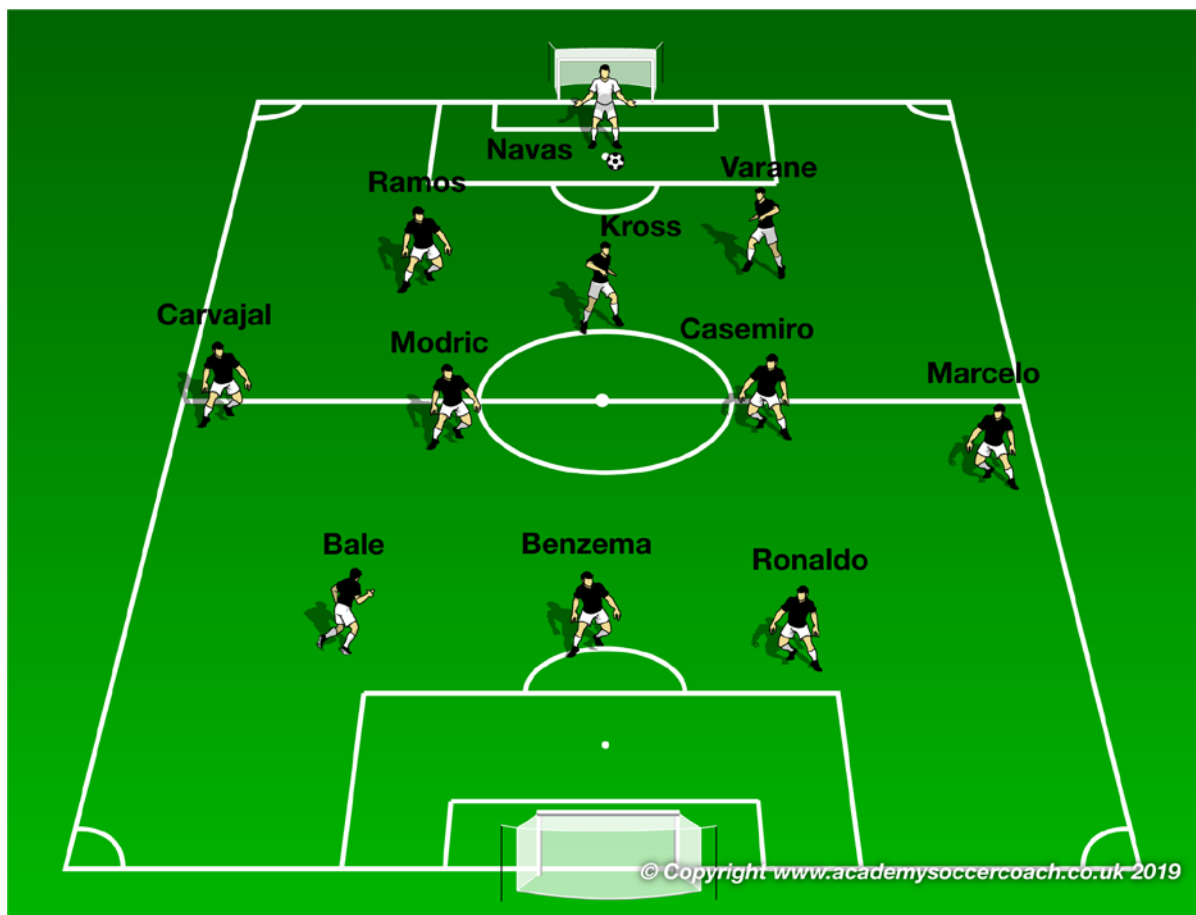 Navas
Varane
Ramos
Kross
Carvajal
Casemiro
Modric
Marcelo
Bale
Benzema
Ronaldo
© Copyright www.academysoccercoach.co.uk 2019